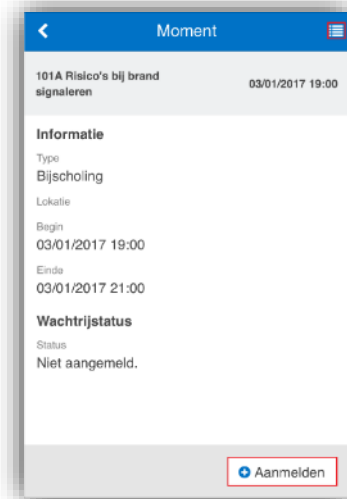 Moment
101A Risico's bij brand
signaleren
03/01/2017 19:00
Informatie
Type
Bijscholing
Lokatie
Begin
03/01/2017 19:00
Einde
03/01/2017 21:00
Wachtrijstatus
Status
Niet aangemeld.
Aanmelden